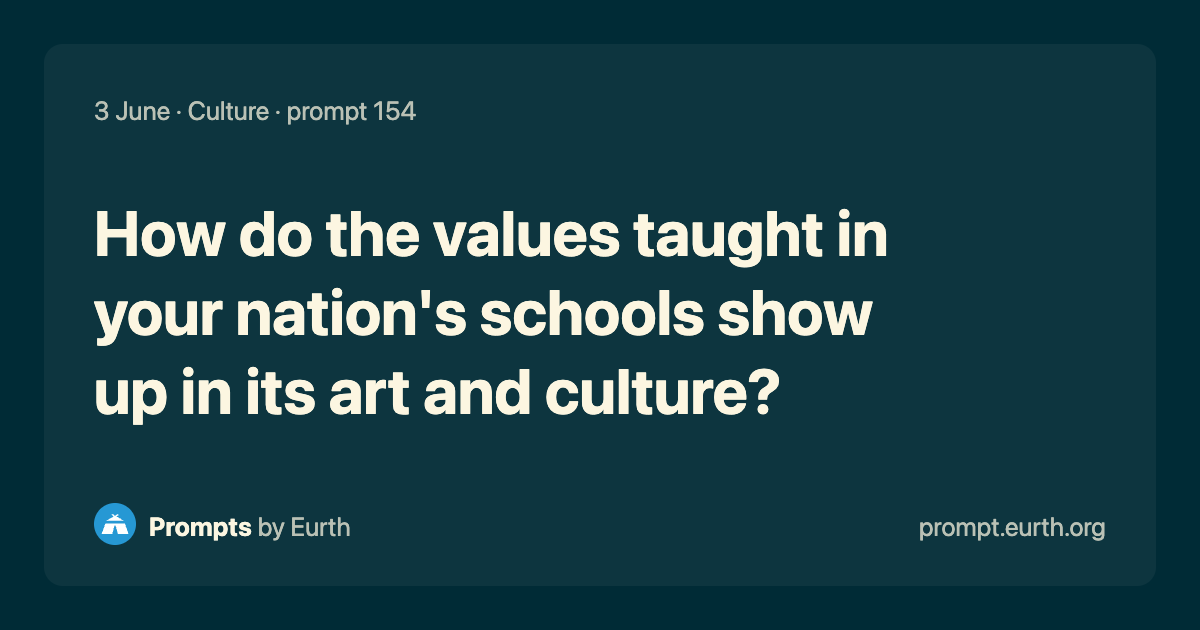 3 June · Culture · prompt 154
How do the values taught in
your nation's schools show
up in its art and culture?
Prompts by Eurth
prompt.eurth.org